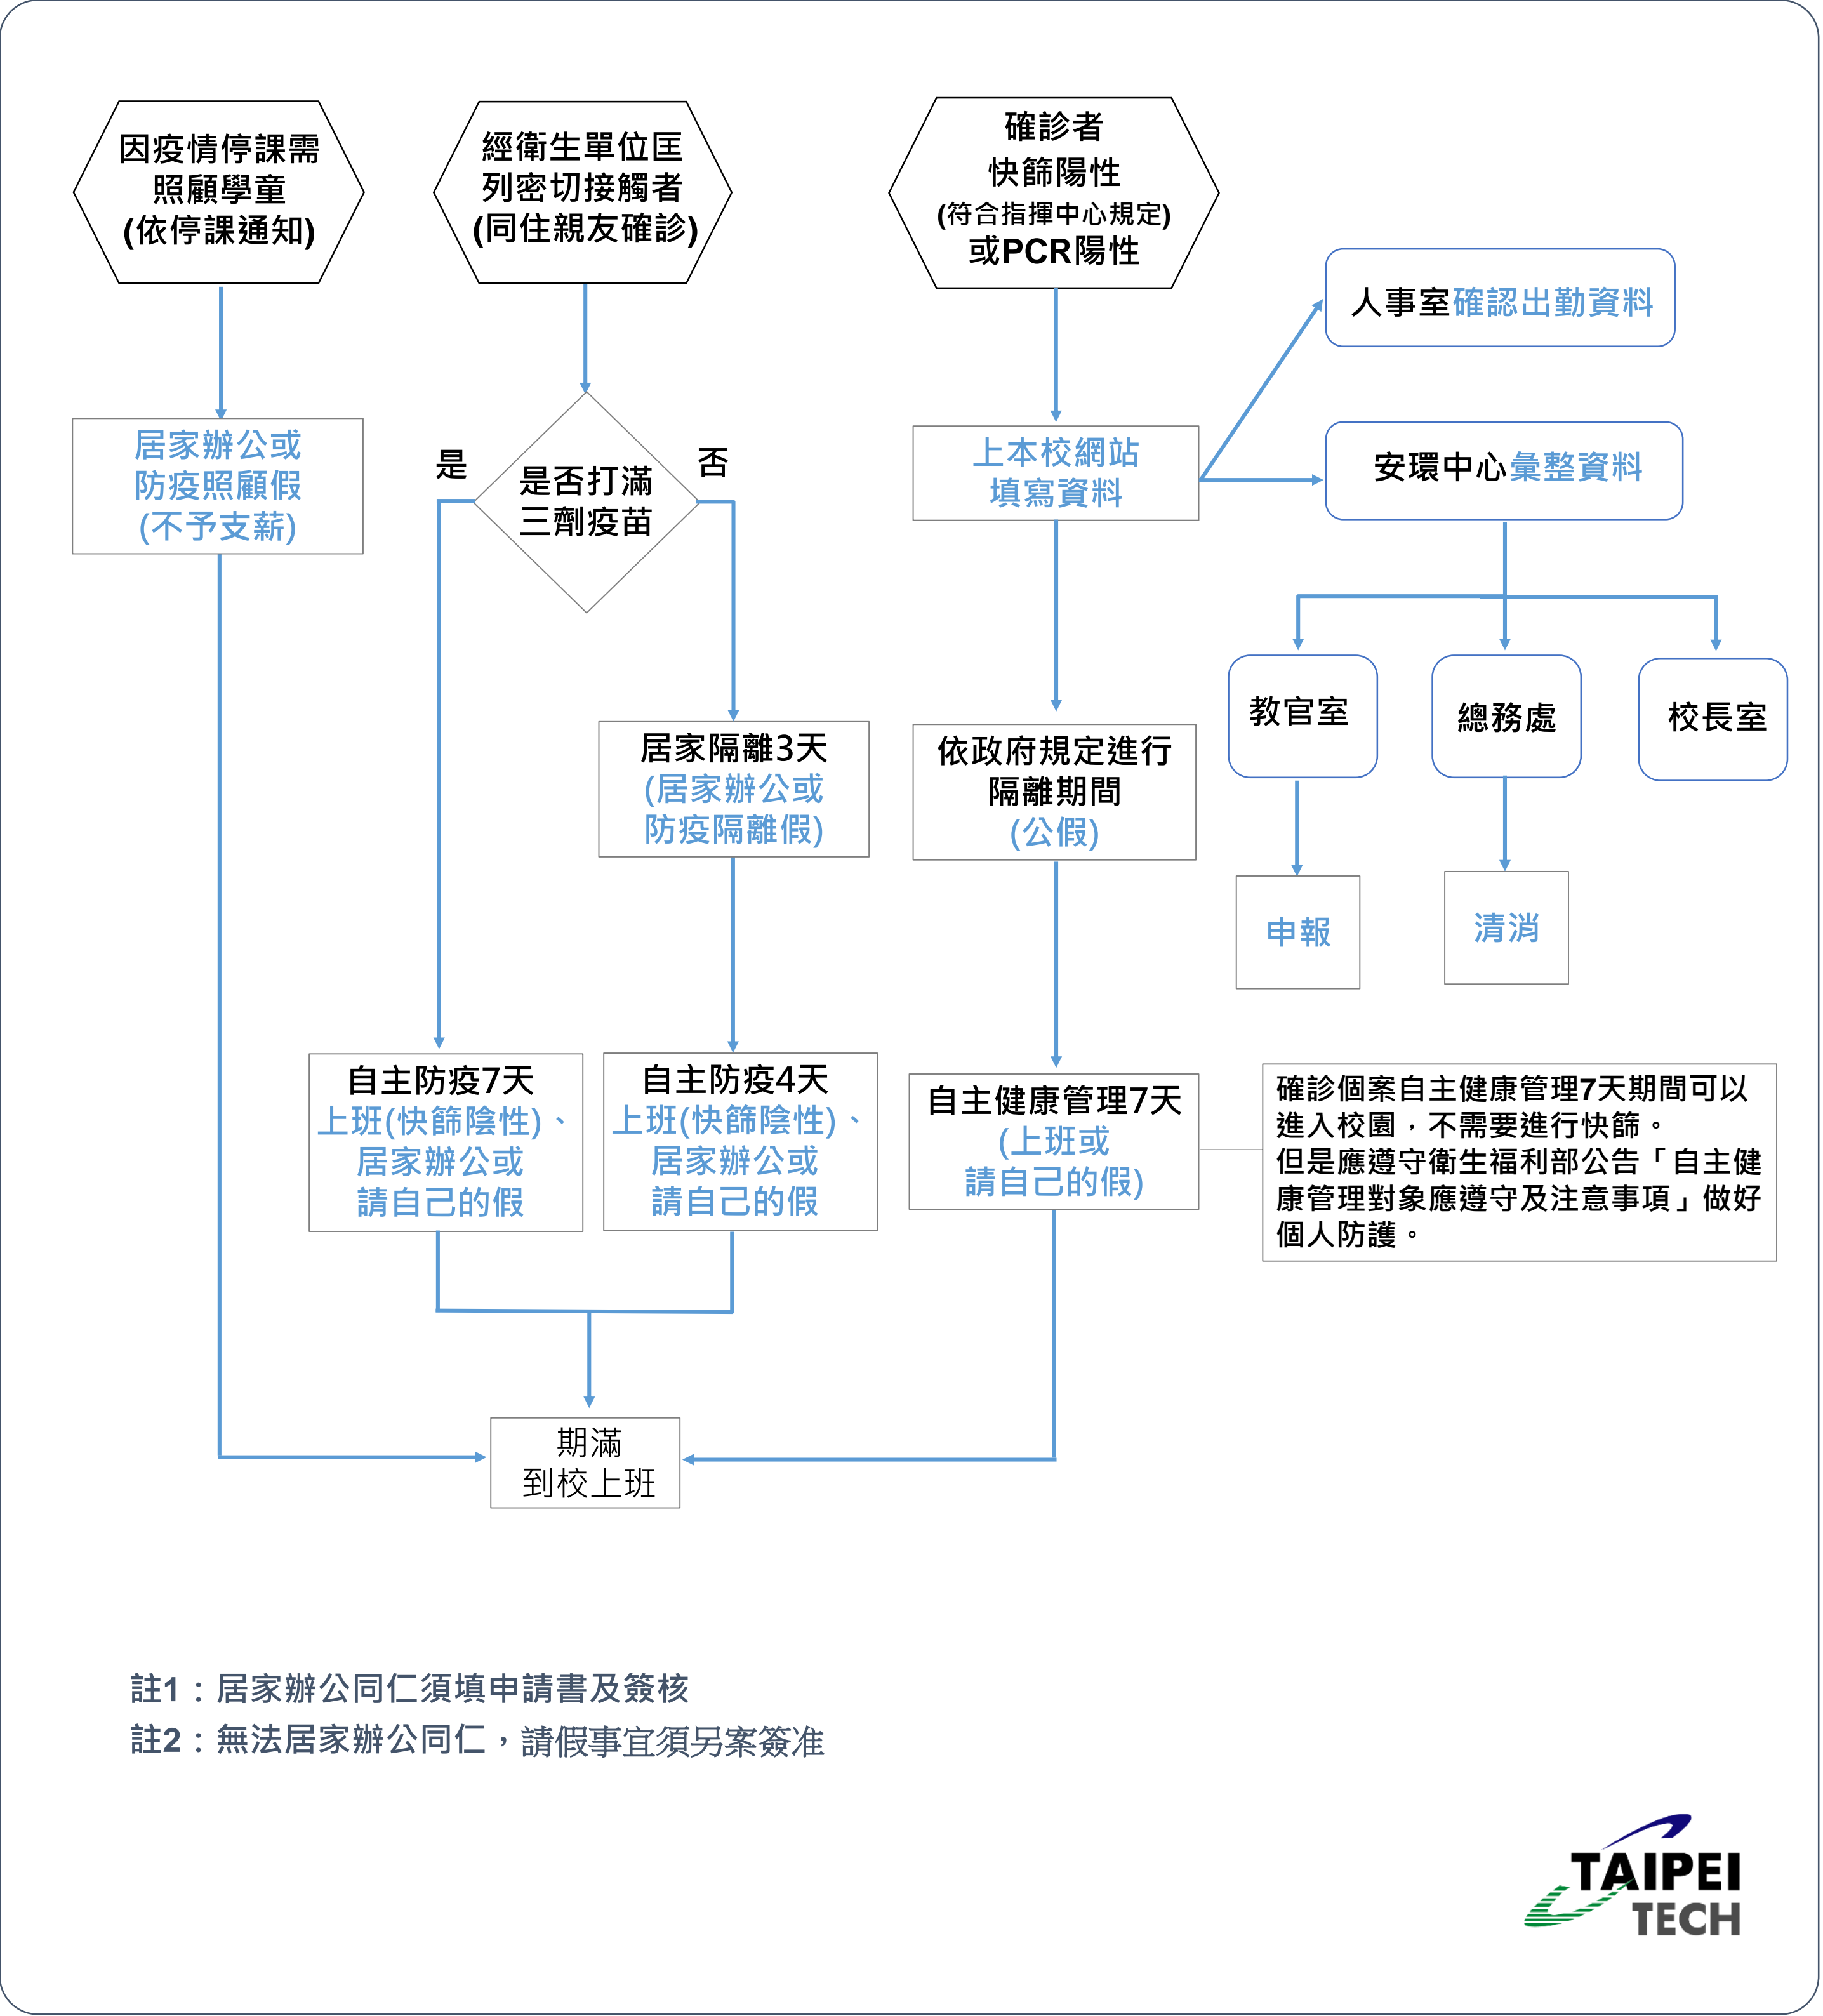 因疫情停課需
照顧學童
(依停課通知)
經衛生單位匡
列密切接觸者
(同住親友確診)
確診者
快篩陽性
(符合指揮中心規定)
或PCR陽性
人事室確認出勤資料
居家辦公或
防疫照顧假
(不予支薪)
是
是否打滿
三劑疫苗
否
上本校網站
填寫資料
安環中心彙整資料
教官室
總務處
校長室
居家隔離3天
(居家辦公或
防疫隔離假)
依政府規定進行
隔離期間
(公假)
申報
清消
自主防疫7天
上班(快篩陰性)、
居家辦公或
請自己的假
自主防疫4天
上班(快篩陰性)、
居家辦公或
請自己的假
自主健康管理7天
(上班或
請自己的假)
確診個案自主健康管理7天期間可以
進入校園，不需要進行快篩。
但是應遵守衛生福利部公告「自主健
康管理對象應遵守及注意事項」做好
個人防護。
期滿
到校上班
註1：居家辦公同仁須填申請書及簽核
註2：無法居家辦公同仁，請假事宜須另案簽准
TAIPEI
TECH